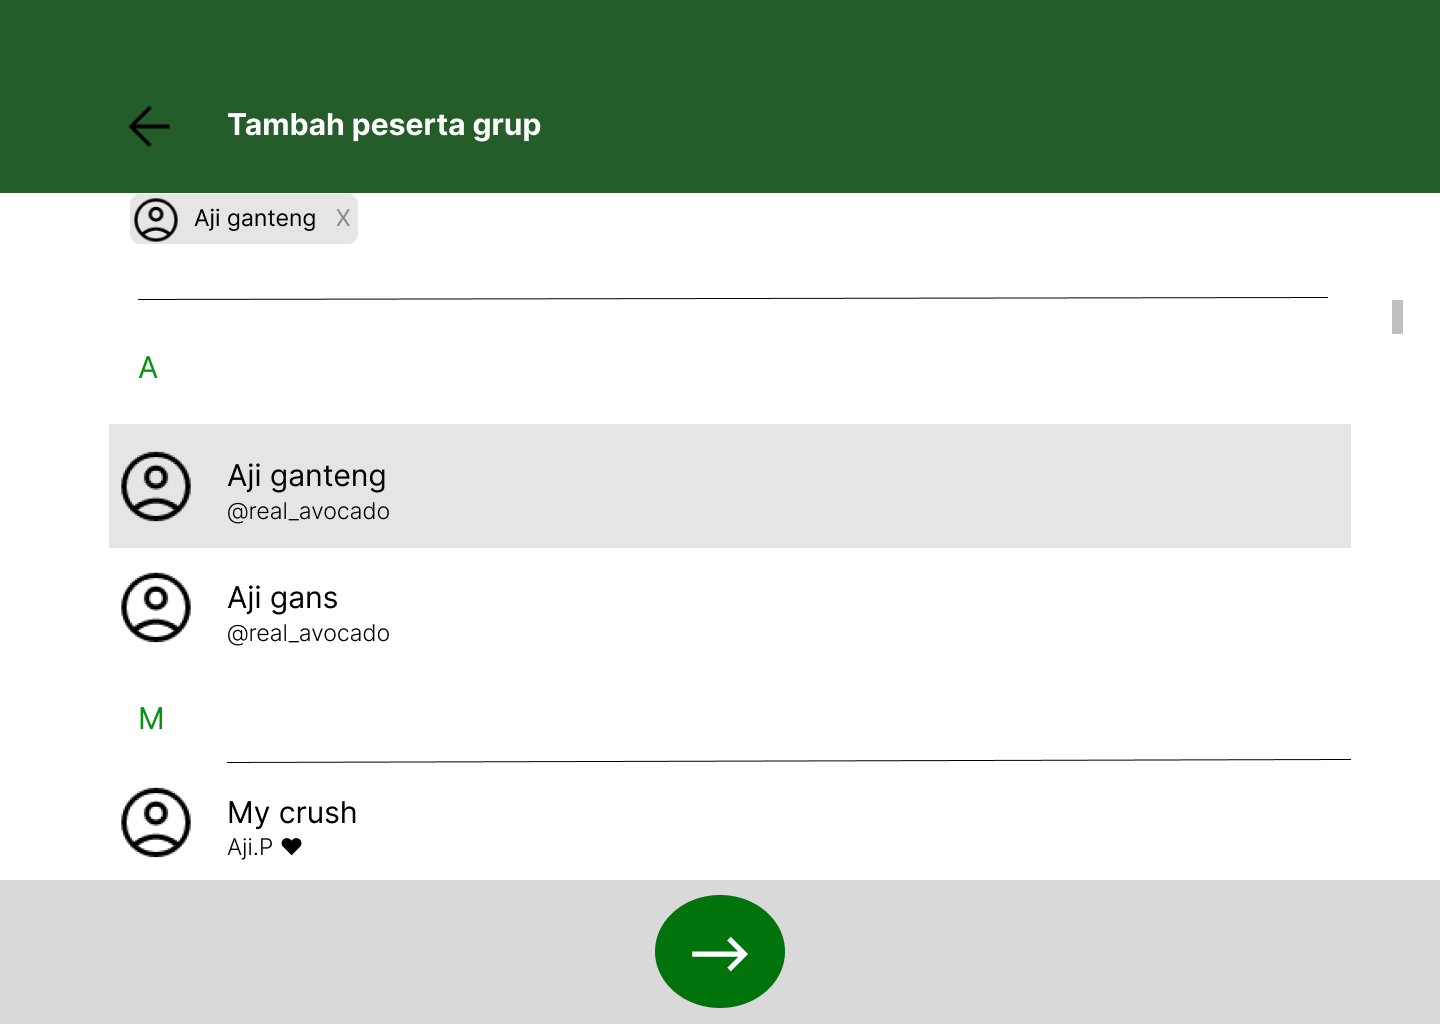 Tambah peserta grup
Aji ganteng X
A
Aji ganteng
@real_avocado
Aji gans
@real_avocado
M
My crush
Aji.P ♥